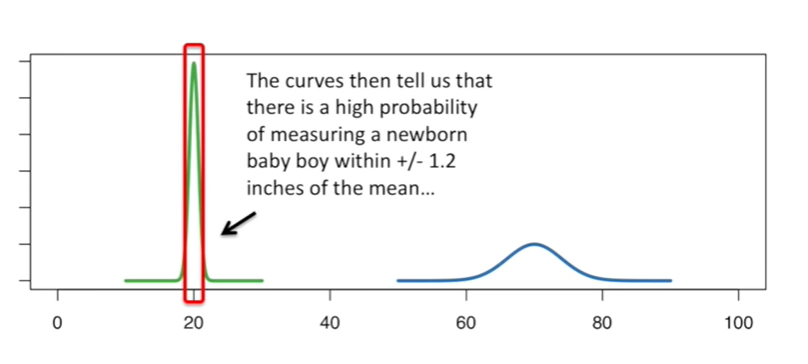 The curves then tell us that
there is a high probability
of measuring a newborn
baby boy within +/- 1.2
inches of the mean...
0 20 40 60 80 100